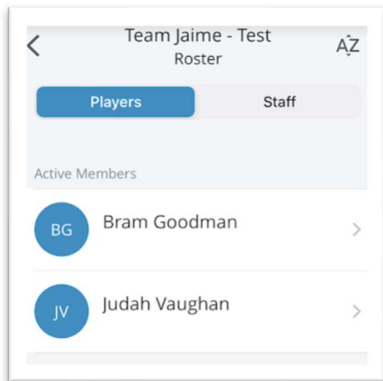 Team Jaime - Test
AZ
Roster
Players Staff
Active Members
BG Bram Goodman
JV Judah Vaughan